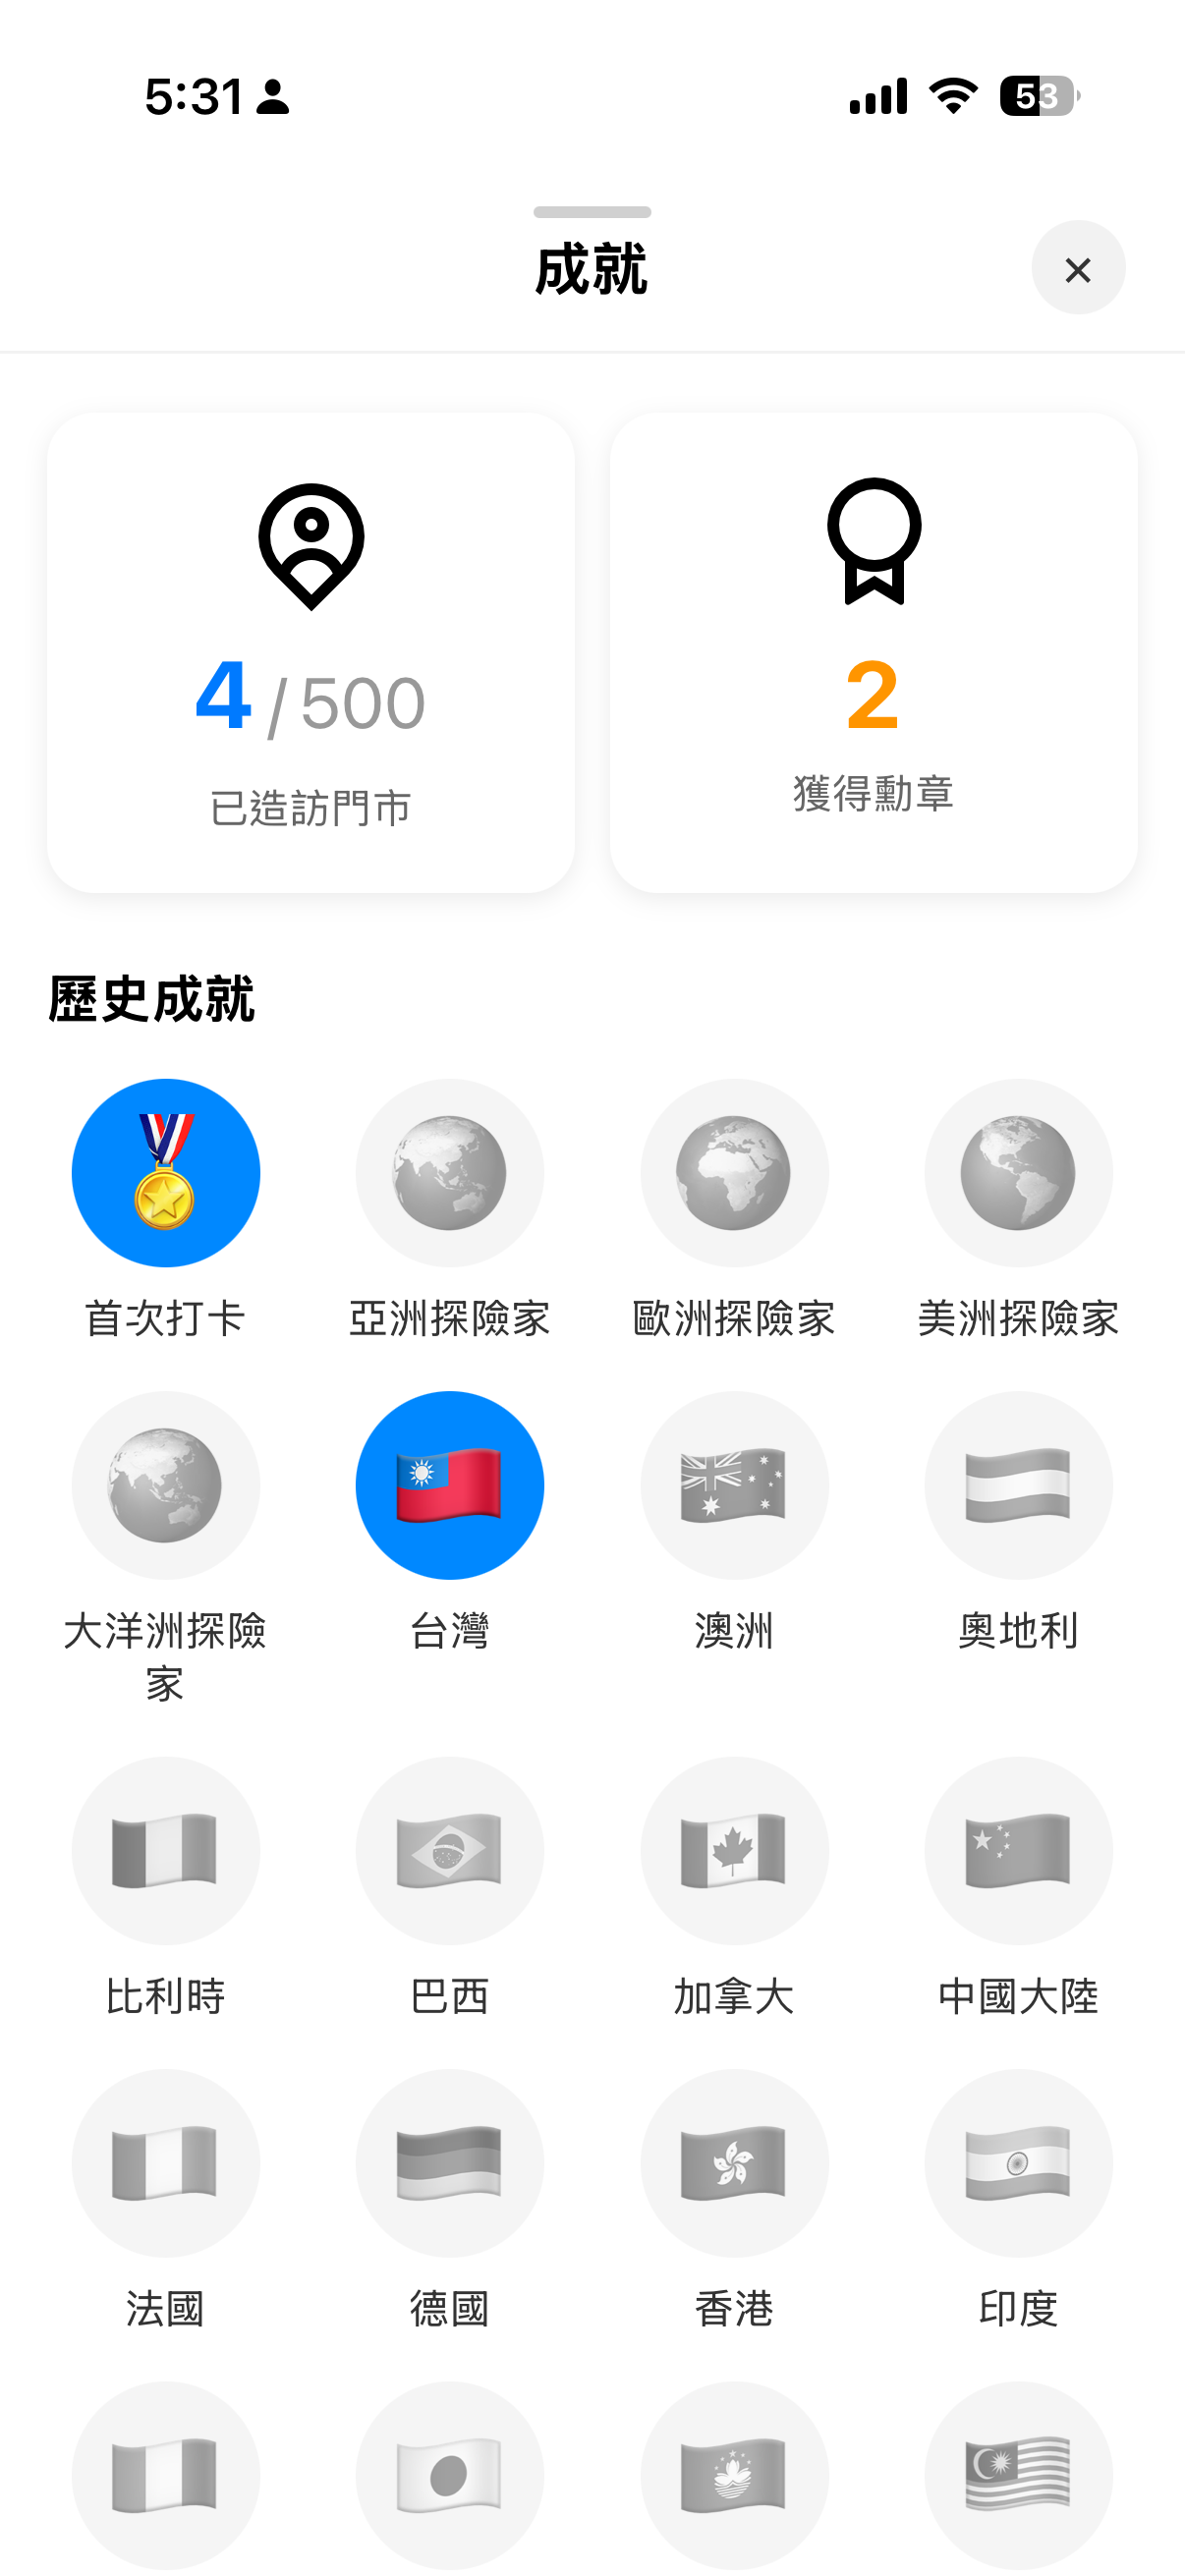 5:31
53
成就
4/500
2
已造訪門市
獲得勳章
歷史成就
首次打卡
亞洲探險家
歐洲探險家
美洲探險家
大洋洲探險
家
台灣
澳洲
奧地利
比利時
巴西
加拿大
中國大陸
法國
德國
香港
印度